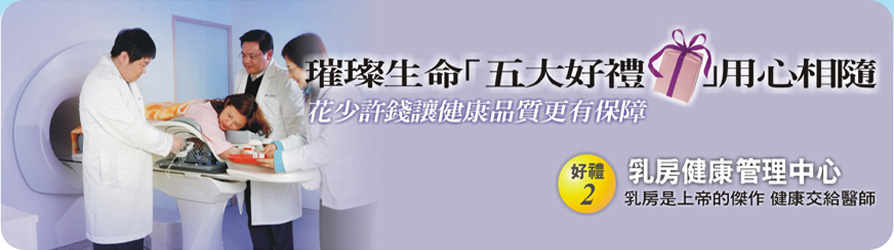 璀璨生命「五大好禮」用心相隨
花少許錢讓健康品質更有保障
好禮
2
乳房健康管理中心
乳房是上帝的傑作 健康交給醫師